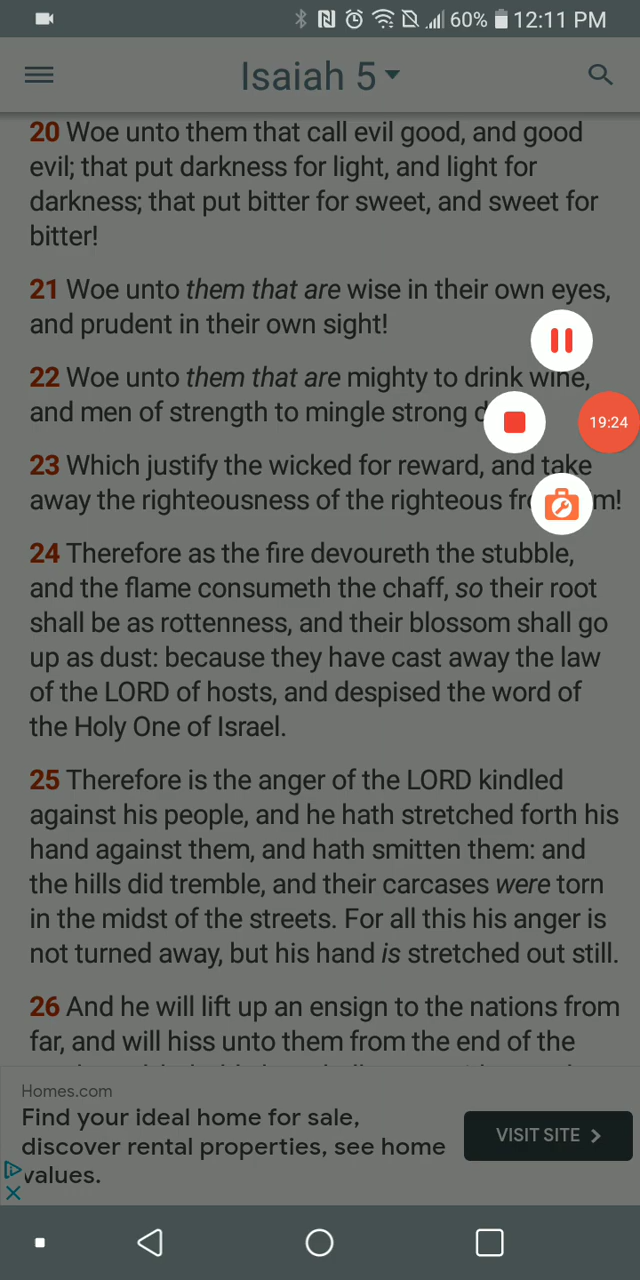 60% 12:11 PM
Isaiah 5
20 Woe unto them that call evil good, and good
evil; that put darkness for light, and light for
darkness; that put bitter for sweet, and sweet for
bitter!
21 Woe unto them that are wise in their own eyes,
and prudent in their own sight!
22 Woe unto them that are mighty to drink wine,
and men of strength to mingle strong
19:24
23 Which justify the wicked for reward, and take
away the righteousness of the righteous
24 Therefore as the fire devoureth the stubble,
and the flame consumeth the chaff, so their root
shall be as rottenness, and their blossom shall go
up as dust: because they have cast away the law
of the LORD of hosts, and despised the word of
the Holy One of Israel.
25 Therefore is the anger of the LORD kindled
against his people, and he hath stretched forth his
hand against them, and hath smitten them: and
the hills did tremble, and their carcases were torn
in the midst of the streets. For all this his anger is
not turned away, but his hand is stretched out still.
26 And he will lift up an ensign to the nations from
far, and will hiss unto them from the end of the
Homes.com
Find your ideal home for sale,
discover rental properties, see home
values.
VISIT SITE